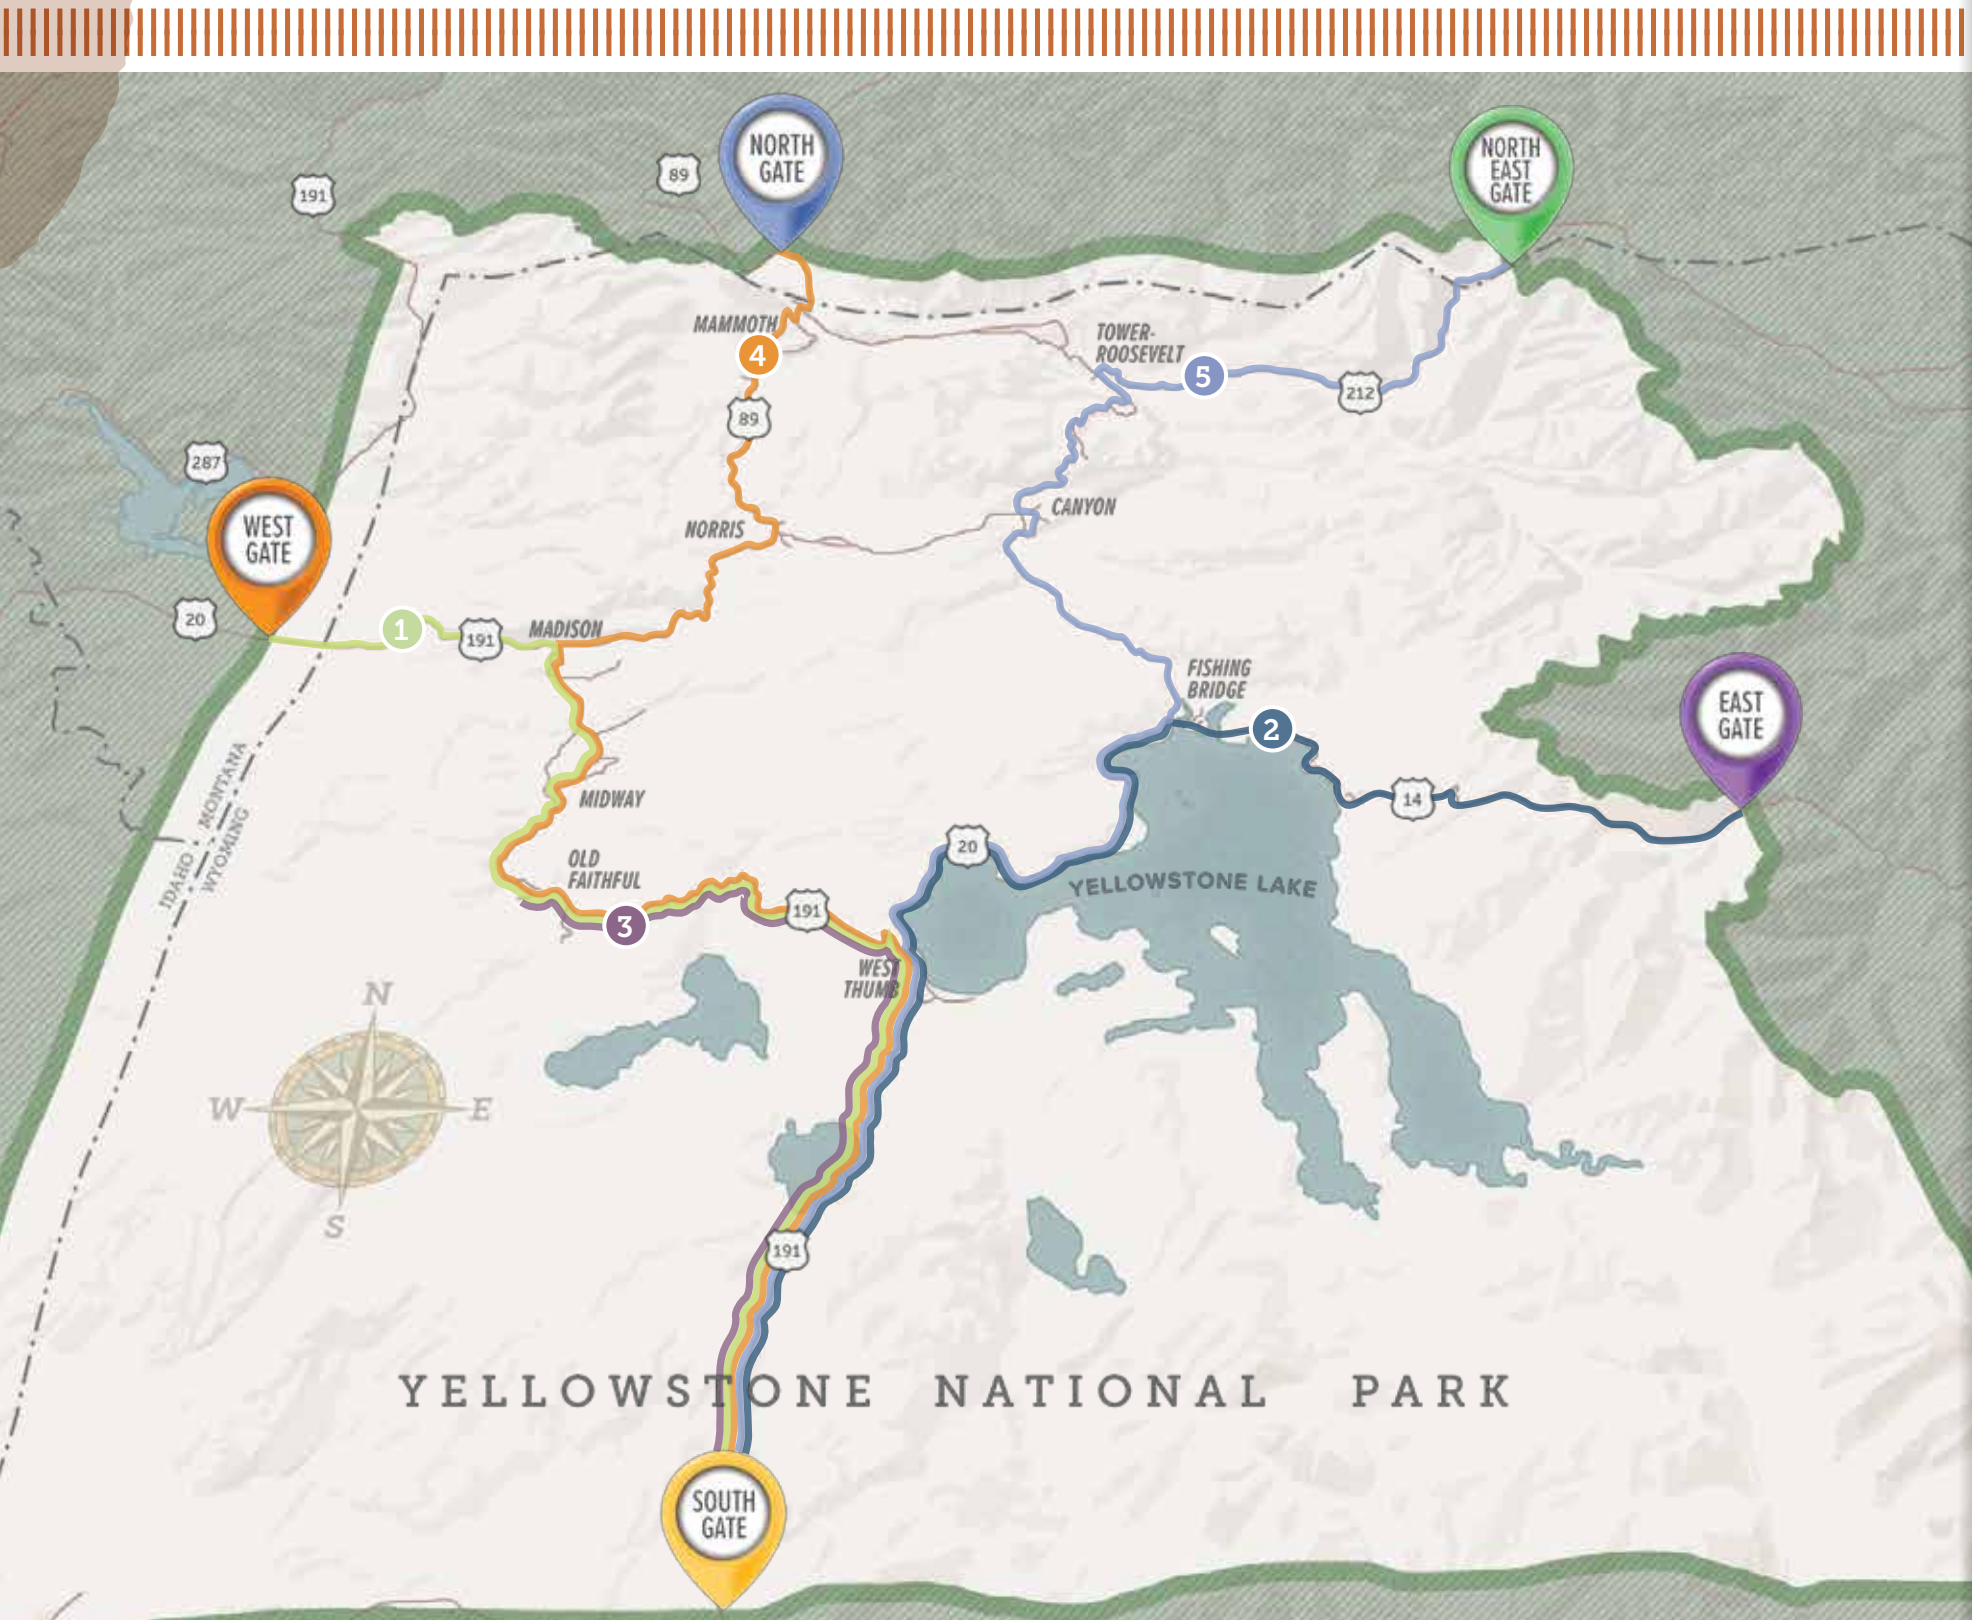 NORTH
GATE
NORTH
EAST
GATE
89
191
MAMMOTH
4
TOWER-
ROOSEVELT
5
212
89
287
WEST
GATE
NORRIS
CANYON
20
1
191
MADISON
FISHING
BRIDGE
2
EAST
GATE
MONTANA
IDAHO
WYOMING
MIDWAY
14
20
OLD
FAITHFUL
3
191
YELLOWSTONE LAKE
WEST
THUMB
N
W
E
S
191
YELLOWSTONE NATIONAL PARK
SOUTH
GATE